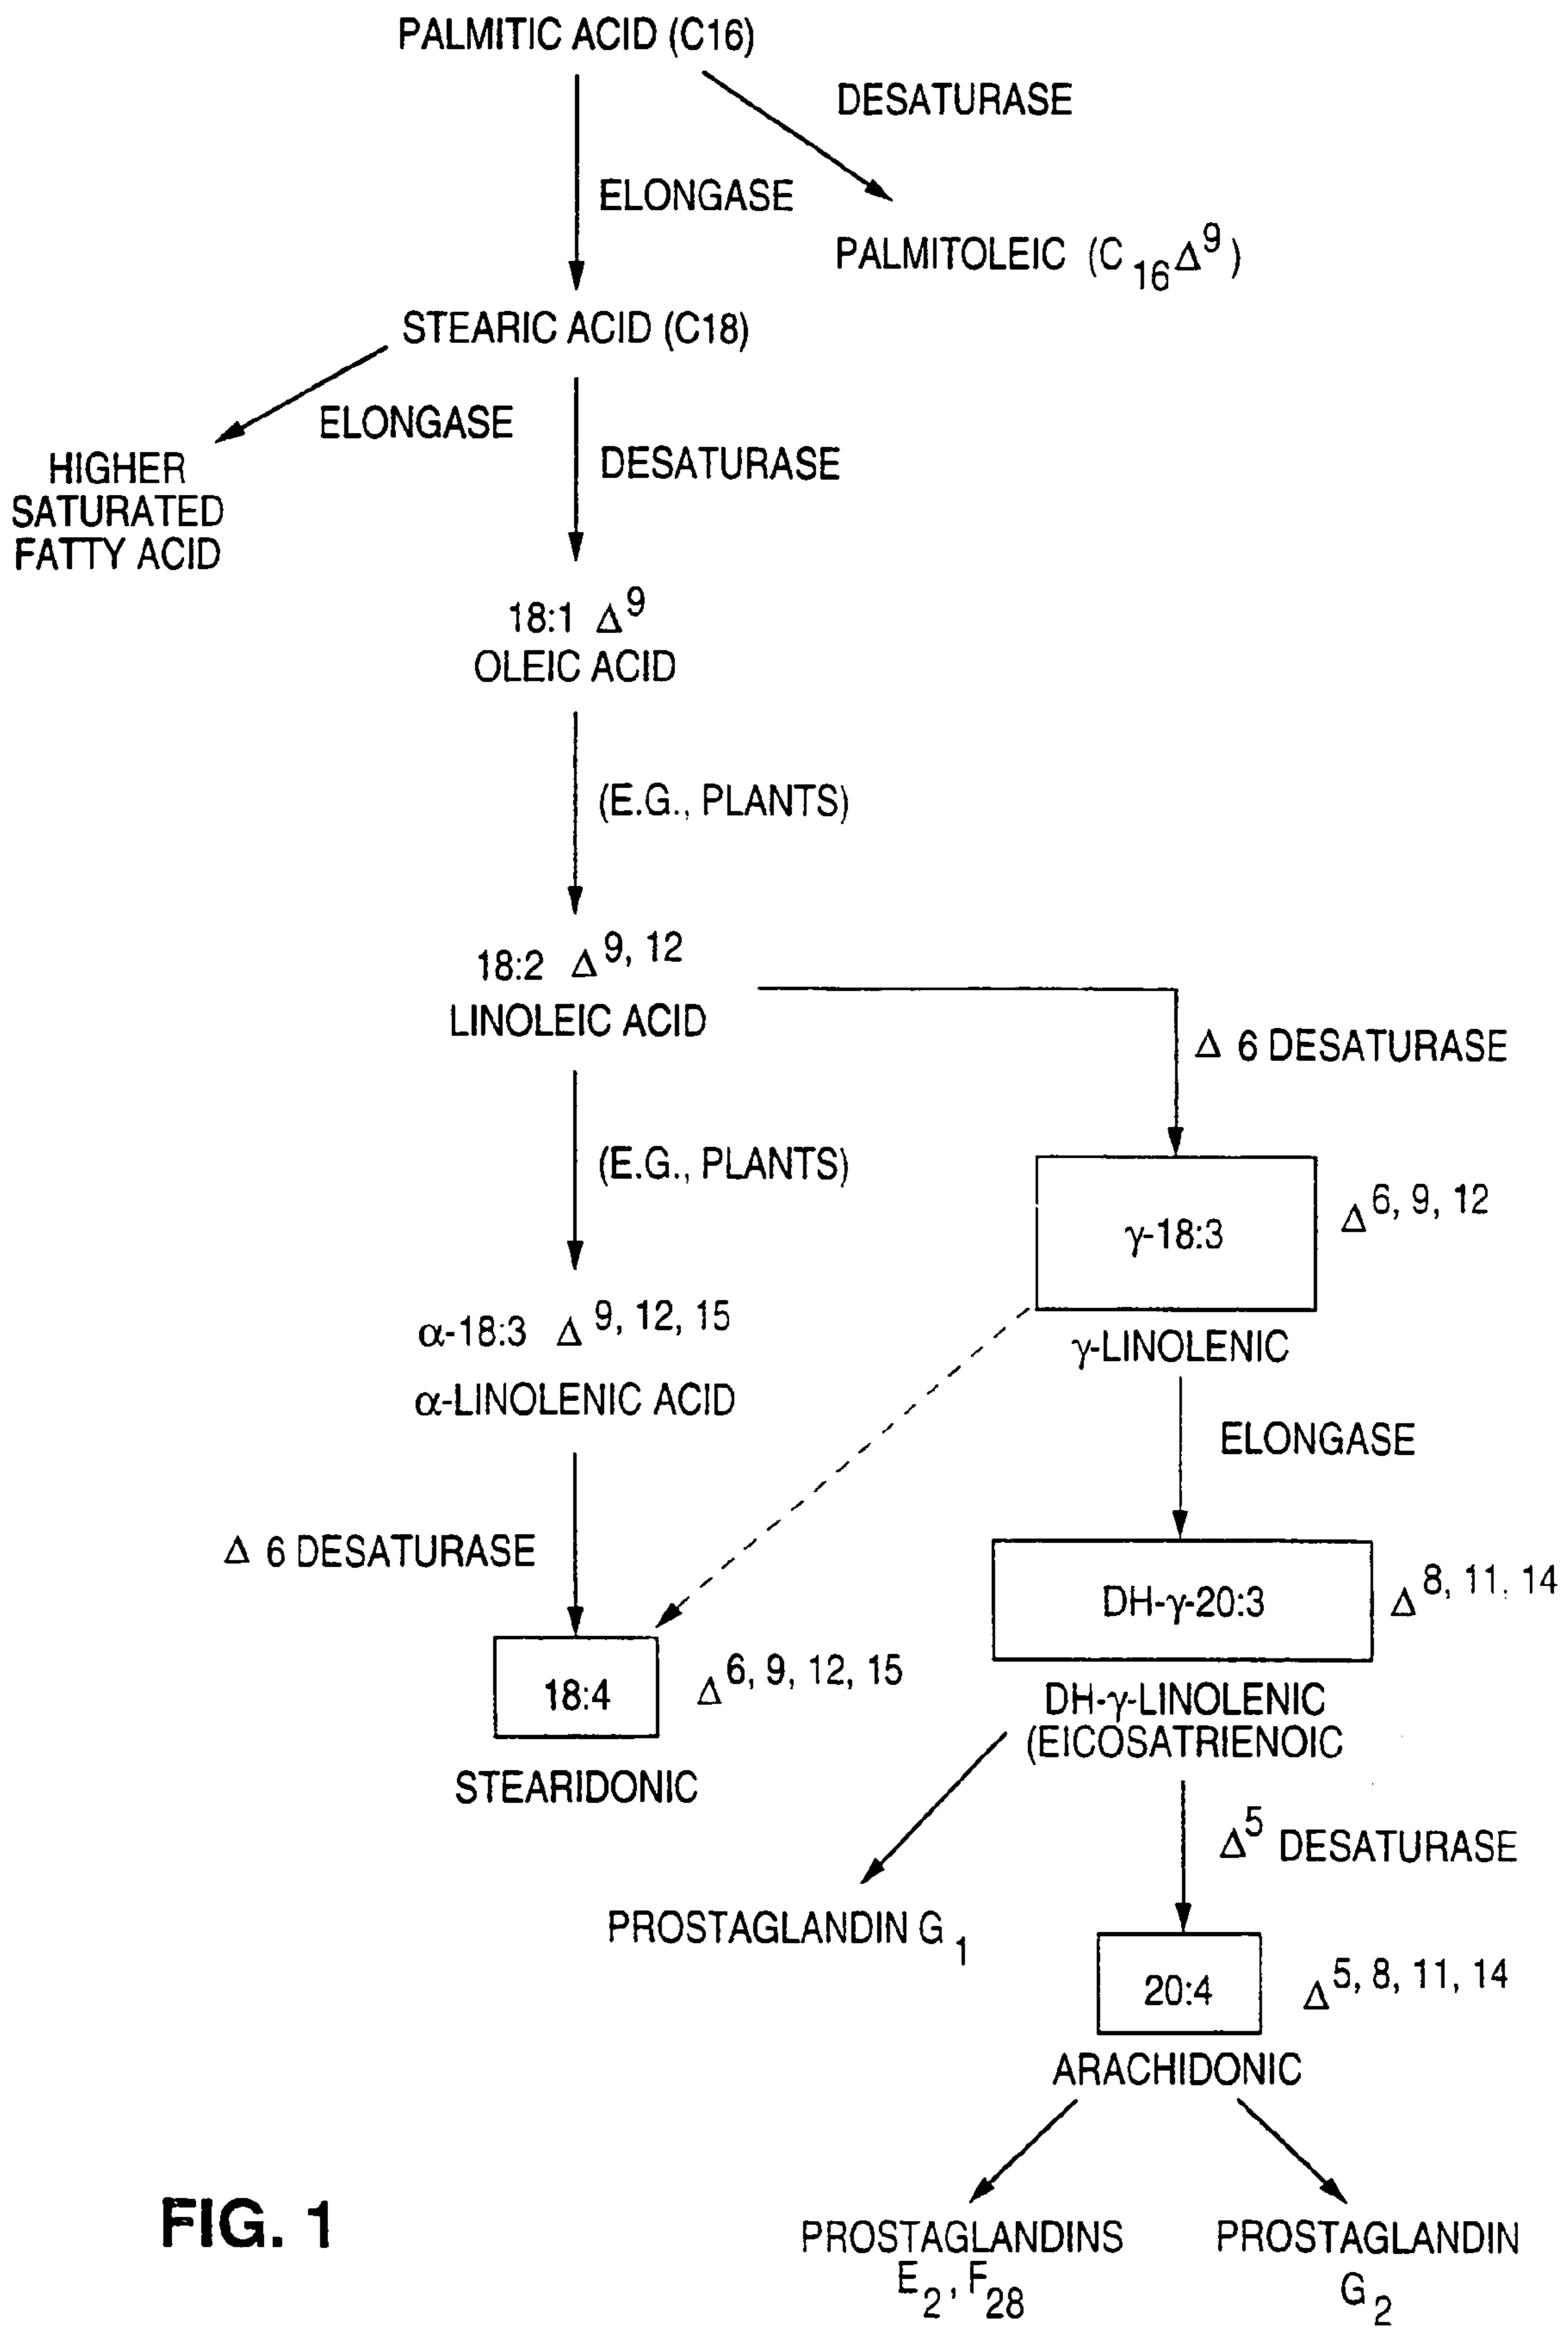 PALMITIC ACID (C16)
DESATURASE
ELONGASE
PALMITOLEIC (C 16 Δ9)
STEARIC ACID (C18)
ELONGASE
DESATURASE
HIGHER
SATURATED
FATTY ACID
18:1 Δ9
OLEIC ACID
(E.G., PLANTS)
18:2 Δ9, 12
LINOLEIC ACID
Δ 6 DESATURASE
(E.G., PLANTS)
γ-18:3 Δ6, 9, 12
α-18:3 Δ9, 12, 15
γ-LINOLENIC
α-LINOLENIC ACID
ELONGASE
Δ 6 DESATURASE
DH-γ-20:3 Δ8, 11, 14
18:4 Δ6, 9, 12, 15
DH-γ-LINOLENIC
(EICOSATRIENOIC
STEARIDONIC
Δ5 DESATURASE
PROSTAGLANDIN G 1
20:4 Δ5, 8, 11, 14
ARACHIDONIC
FIG. 1
PROSTAGLANDINS
E2, F28
PROSTAGLANDIN
G2